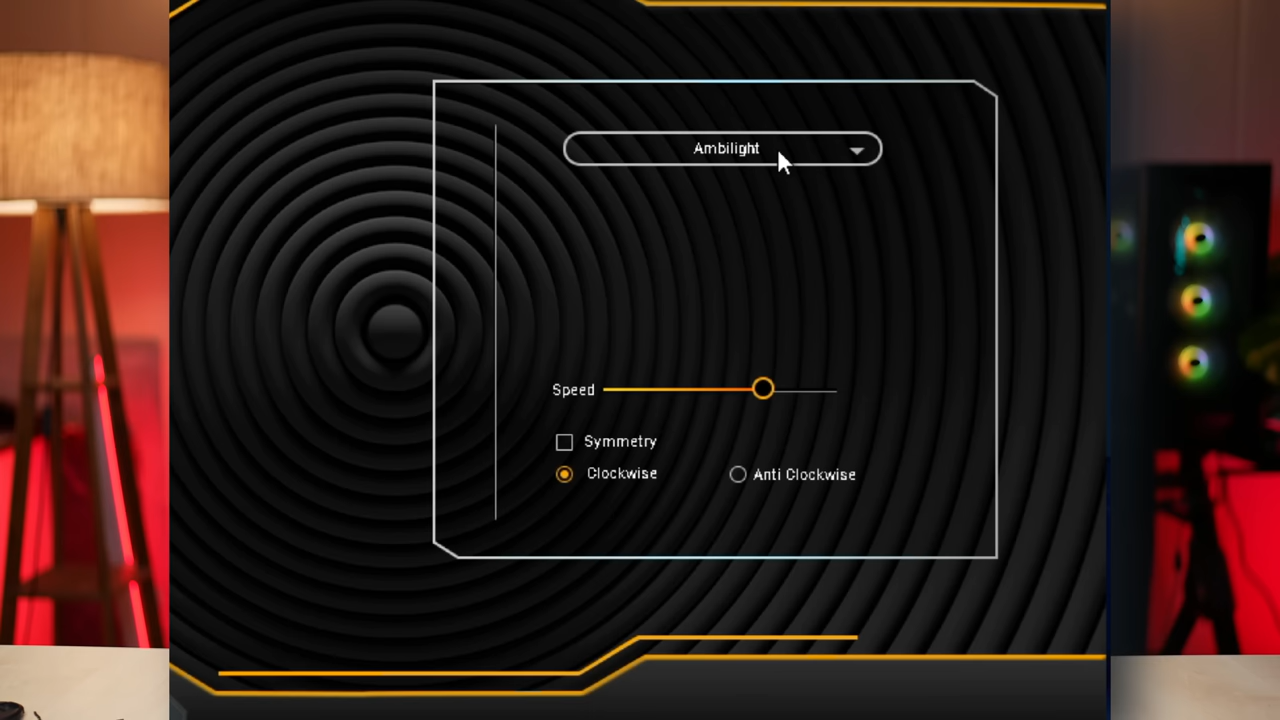 Ambilight
Speed
Symmetry
Clockwise
Anti Clockwise